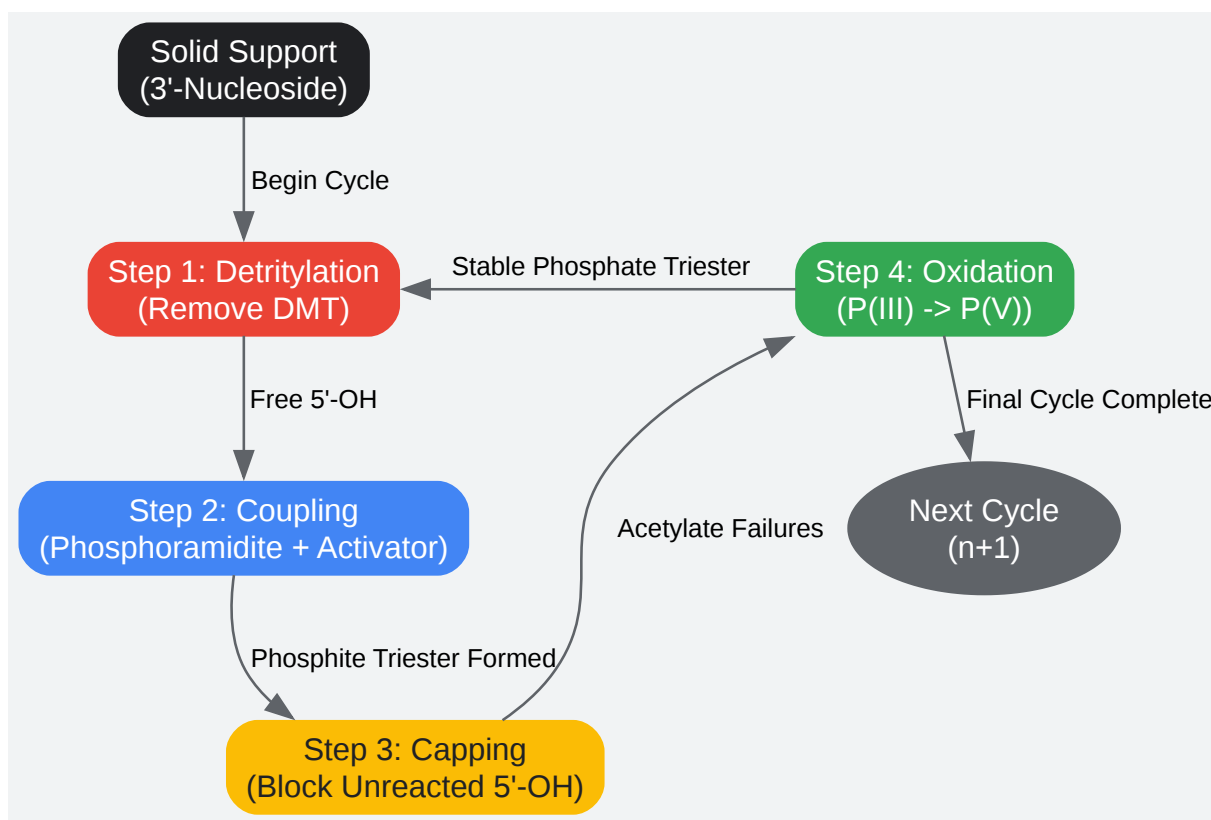 Solid Support
(3'-Nucleoside)
Begin Cycle
Step 1: Detritylation
(Remove DMT)
Stable Phosphate Triester
Step 4: Oxidation
(P(III) -> P(V))
Free 5'-OH
Final Cycle Complete
Step 2: Coupling
(Phosphoramidite + Activator)
Acetylate Failures
Next Cycle
(n+1)
Phosphite Triester Formed
Step 3: Capping
(Block Unreacted 5'-OH)